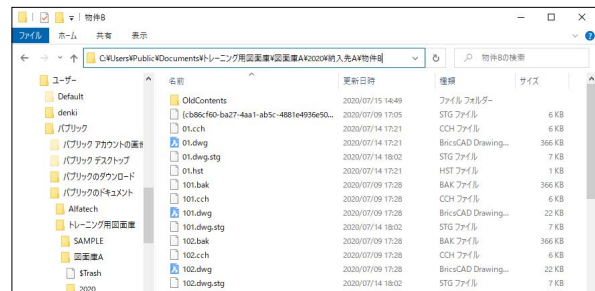 物件B
ファイル ホーム 共有 表示
C:¥Users¥Public¥Documents¥トレーニング用図面庫¥図面庫A¥2020¥納入先A¥物件B
物件Bの検索
ユーザー
Default
denki
パブリック
パブリック アカウントの画像
パブリック デスクトップ
パブリックのダウンロード
パブリックのドキュメント
Alfatech
トレーニング用図面庫
SAMPLE
図面庫A
$Trash
2020
名前 更新日時 種類 サイズ
OldContents 2020/07/15 14:49 ファイル フォルダー
{cb86cf60-ba27-4aa1-ab5c-4881e4936e50... 2020/07/09 17:05 STG ファイル 6 KB
01.cch 2020/07/14 17:21 CCH ファイル 6 KB
01.dwg 2020/07/14 17:21 BricsCAD Drawing... 366 KB
01.dwg.stg 2020/07/14 18:02 STG ファイル 7 KB
01.hst 2020/07/14 17:21 HST ファイル 1 KB
101.bak 2020/07/09 17:28 BAK ファイル 366 KB
101.cch 2020/07/09 17:28 CCH ファイル 6 KB
101.dwg 2020/07/09 17:28 BricsCAD Drawing... 22 KB
101.dwg.stg 2020/07/14 18:02 STG ファイル 7 KB
102.bak 2020/07/09 17:28 BAK ファイル 366 KB
102.cch 2020/07/09 17:28 CCH ファイル 6 KB
102.dwg 2020/07/09 17:28 BricsCAD Drawing... 22 KB
102.dwg.stg 2020/07/14 18:02 STG ファイル 7 KB